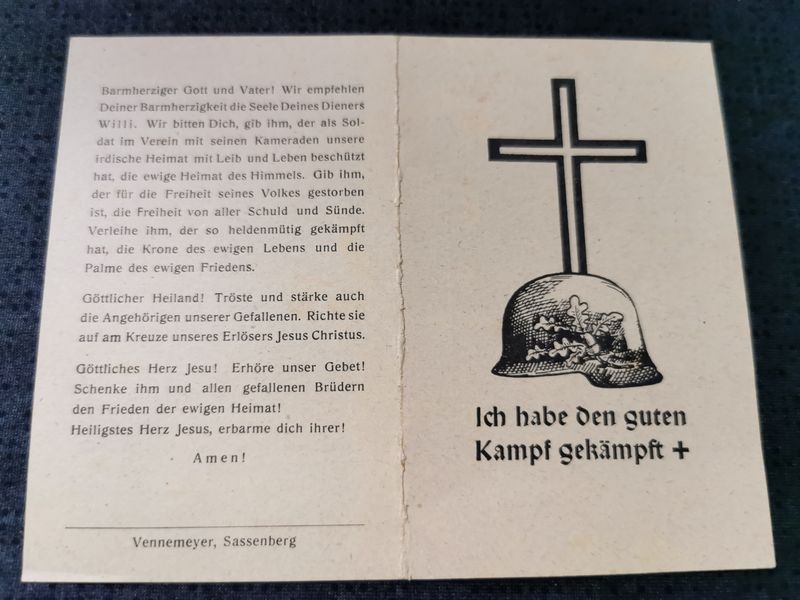 Barmherziger Gott und Vater! Wir empfehlen
Deiner Barmherzigkeit die Seele Deines Dieners
Willi. Wir bitten Dich, gib ihm, der als Sol-
dat im Verein mit seinen Kameraden unsere
irdische Heimat mit Leib und Leben beschützt
hat, die ewige Heimat des Himmels. Gib ihm,
der für die Freiheit seines Volkes gestorben
ist, die Freiheit von aller Schuld und Sünde.
Verleihe ihm, der so heldenmütig gekämpft
hat, die Krone des ewigen Lebens und die
Palme des ewigen Friedens.
Göttlicher Heiland! Tröste und stärke auch
die Angehörigen unserer Gefallenen. Richte sie
auf am Kreuze unseres Erlösers Jesus Christus.
Göttliches Herz Jesu! Erhöre unser Gebet!
Schenke ihm und allen gefallenen Brüdern
den Frieden der ewigen Heimat!
Heiligstes Herz Jesus, erbarme dich ihrer!
Amen!
Vennemeyer, Sassenberg
Ich habe den guten
Kampf gekämpft +